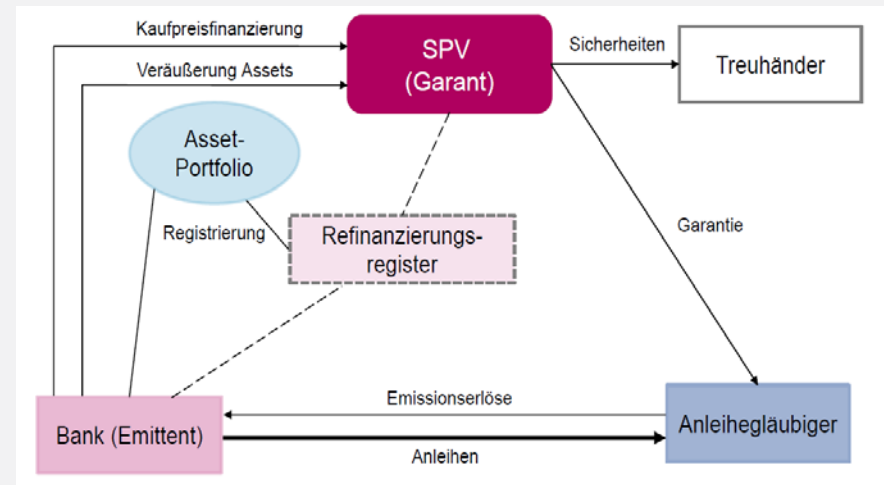 Kaufpreisfinanzierung
SPV
(Garant)
Sicherheiten
Treuhänder
Veräußerung Assets
Asset-
Portfolio
Registrierung
Refinanzierungs-
register
Garantie
Emissionserlöse
Bank (Emittent)
Anleihegläubiger
Anleihen